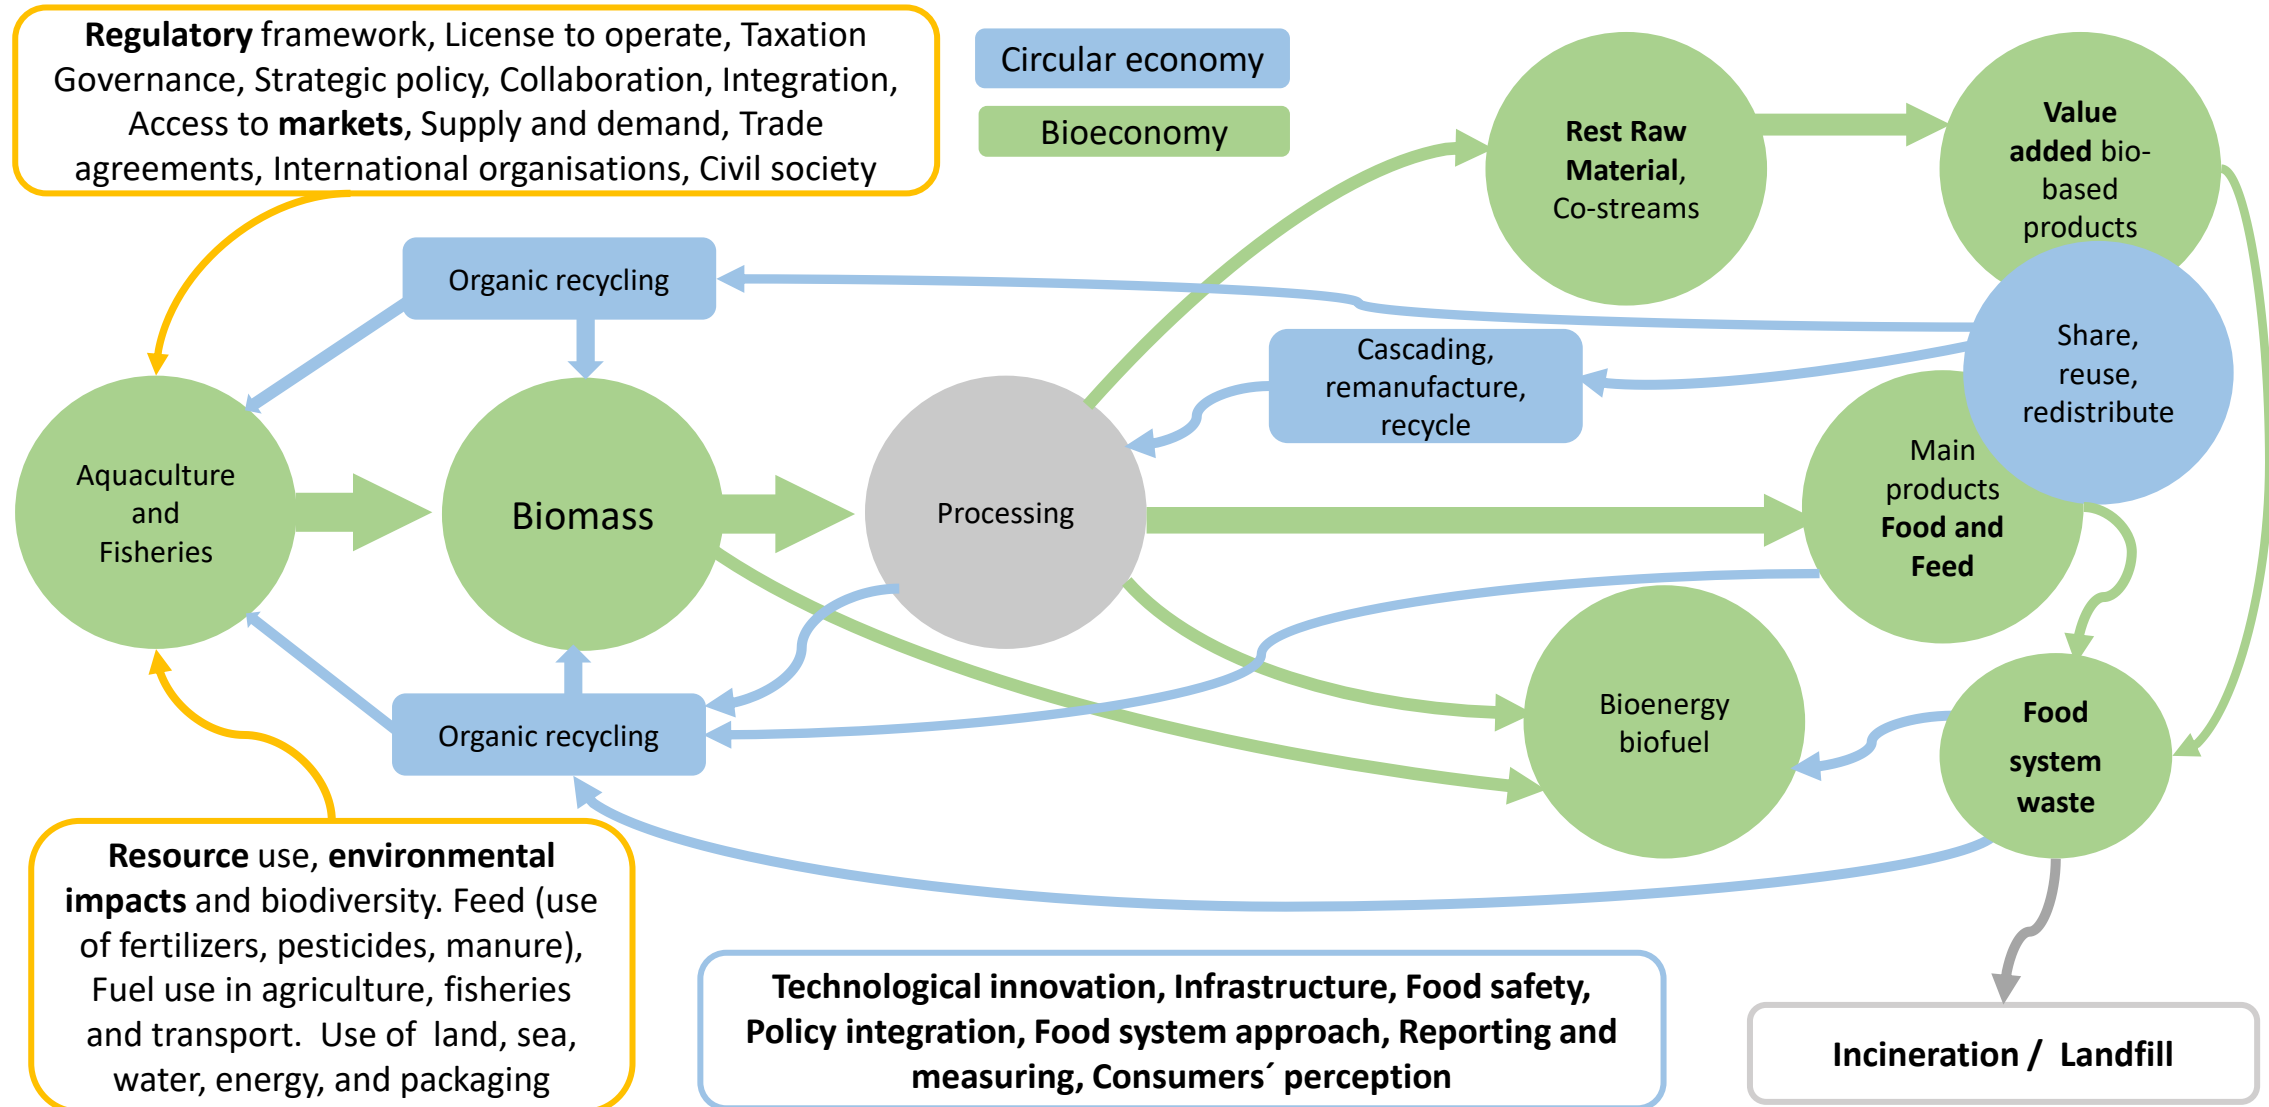 Regulatory framework, License to operate, Taxation
Governance, Strategic policy, Collaboration, Integration,
Access to markets, Supply and demand, Trade
agreements, International organisations, Civil society
Circular economy
Bioeconomy
Rest Raw
Material,
Co-streams
Value
added bio-
based
products
Organic recycling
Cascading,
remanufacture,
recycle
Share,
reuse,
redistribute
Aquaculture
and
Fisheries
Biomass
Processing
Main
products
Food and
Feed
Organic recycling
Bioenergy
biofuel
Food
system
waste
Resource use, environmental
impacts and biodiversity. Feed (use
of fertilizers, pesticides, manure),
Fuel use in agriculture, fisheries
and transport.  Use of  land, sea,
water, energy, and packaging
Technological innovation, Infrastructure, Food safety,
Policy integration, Food system approach, Reporting and
measuring, Consumers´ perception
Incineration /  Landfill